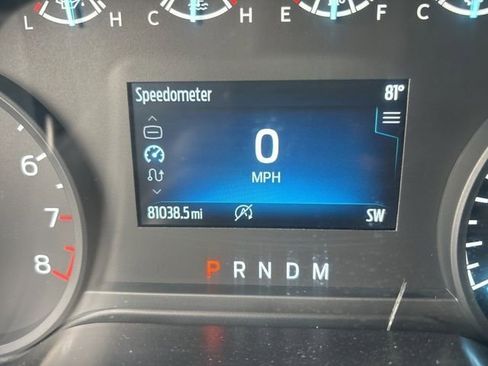 L H C H E F C
Speedometer 81°
0
MPH
81038.5 mi SW
6
7
8
P R N D M